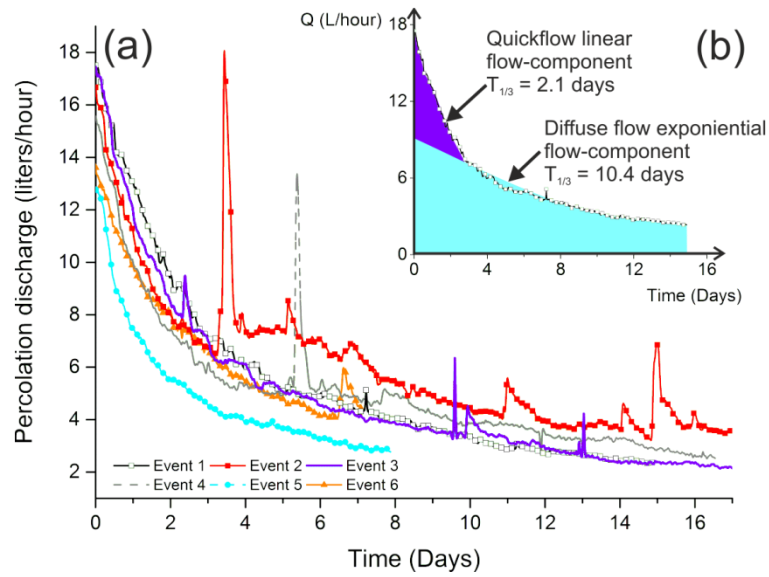 (a)
Percolation discharge (liters/hour)
18
16
14
12
10
8
6
4
2
0 2 4 6 8 10 12 14 16
Time (Days)
Event 1 Event 2 Event 3
Event 4 Event 5 Event 6
(b)
Q (L/hour)
18
12
6
0
0 4 8 12 16
Time (Days)
Quickflow linear
flow-component
T1/3 = 2.1 days
Diffuse flow exponiential
flow-component
T1/3 = 10.4 days